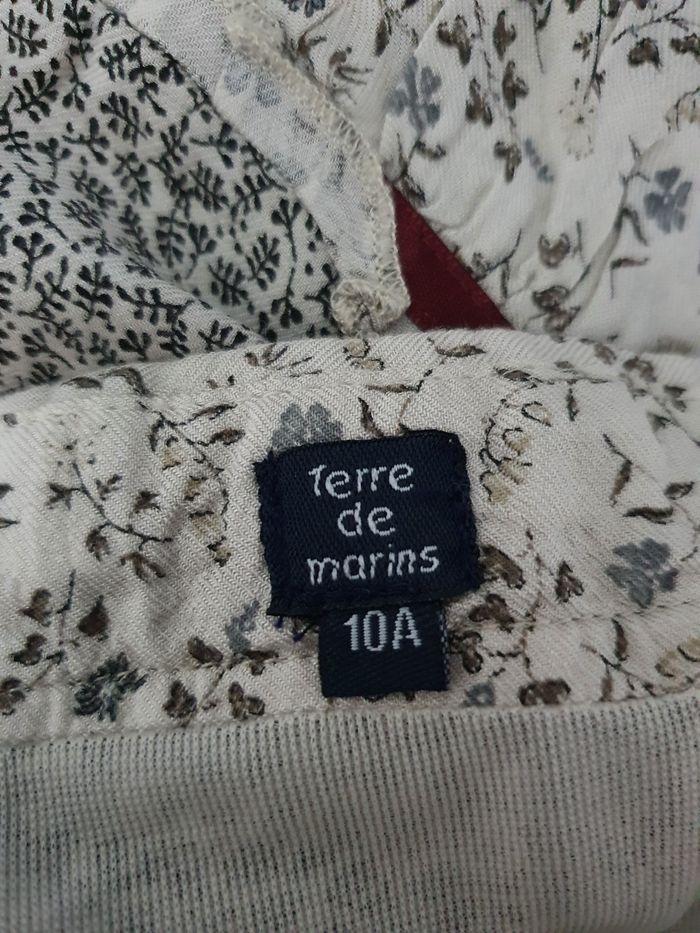 Terre
de
marins
10A